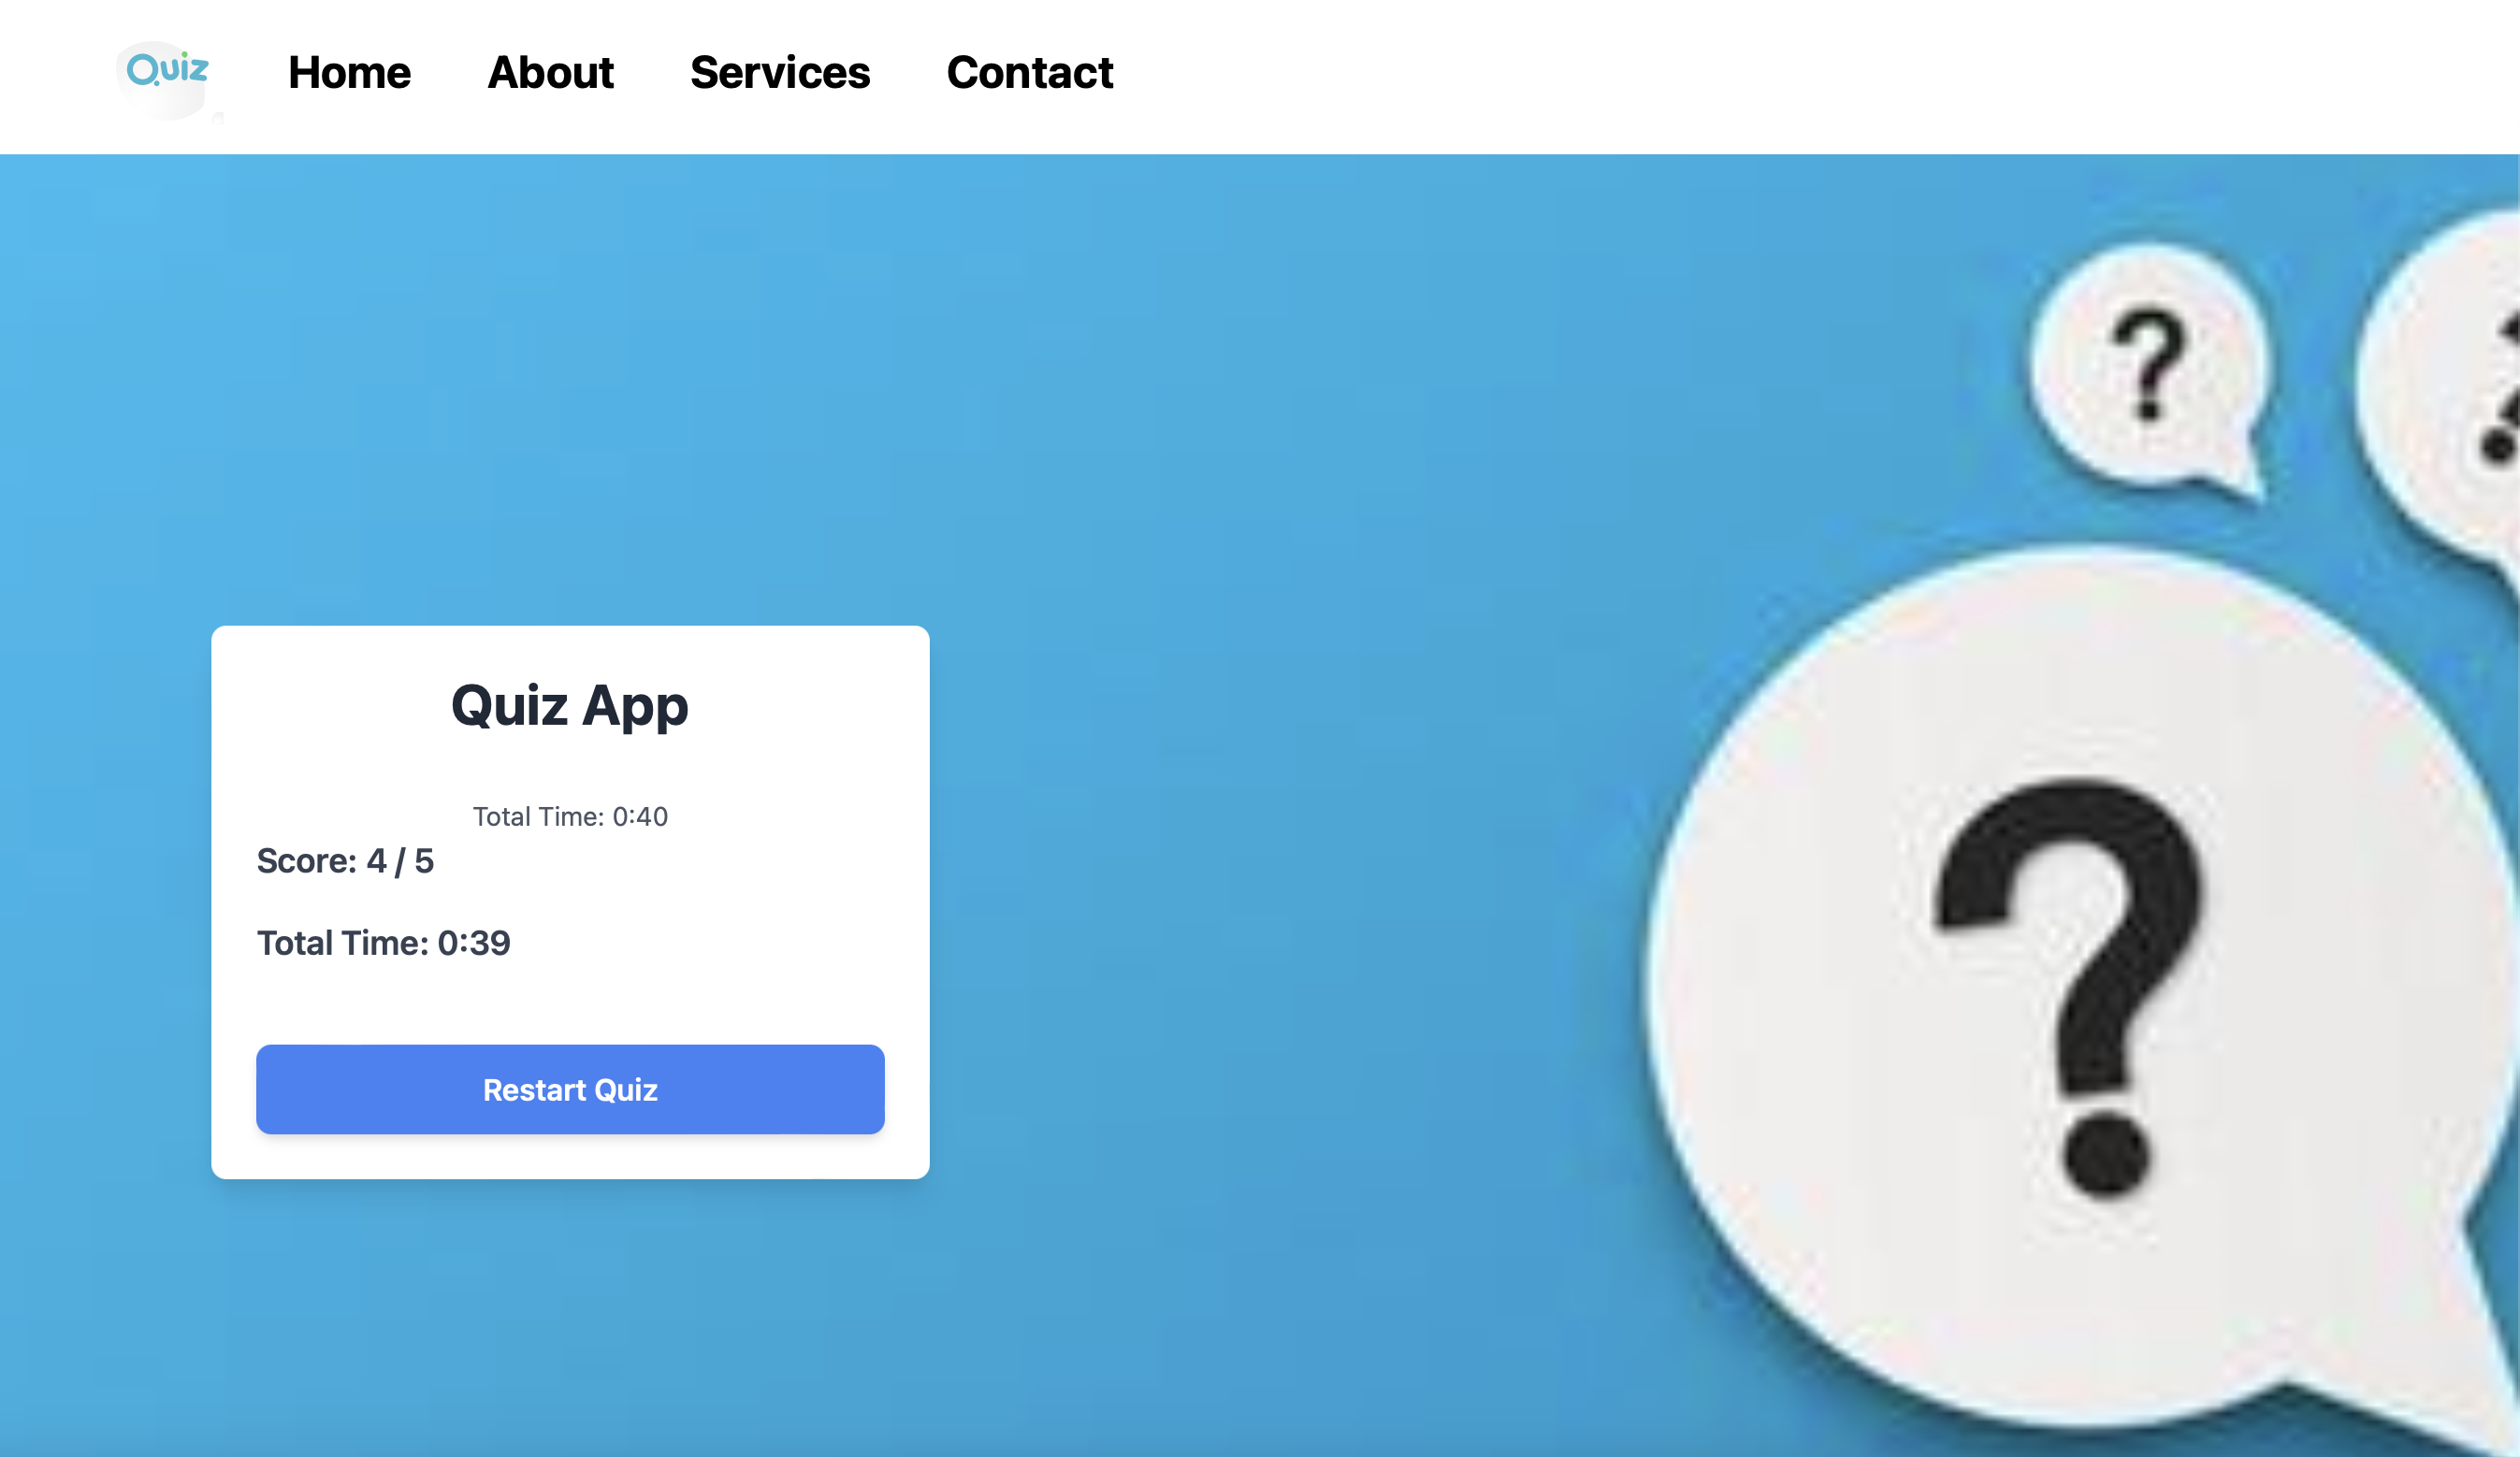 Quiz
Home About Services Contact
?
?
?
Quiz App
Total Time: 0:40
Score: 4 / 5
Total Time: 0:39
Restart Quiz